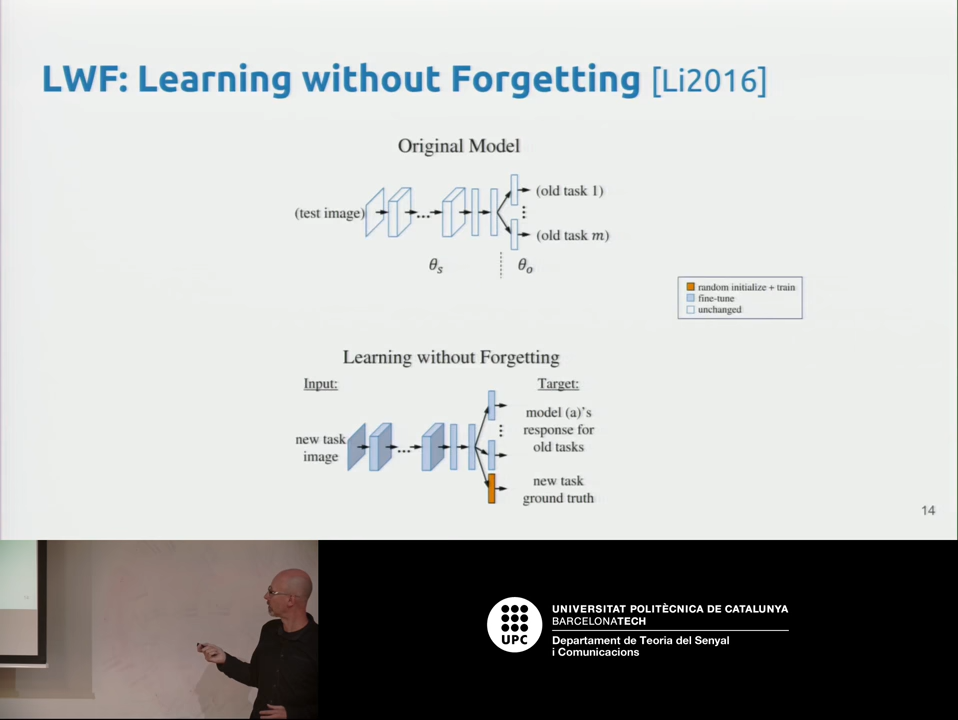 LWF: Learning without Forgetting [Li2016]
Original Model
(test image)
...
(old task 1)
(old task m)
θs
θo
random initialize + train
fine-tune
unchanged
Learning without Forgetting
Input:
Target:
new task
image
...
model (a)'s
response for
old tasks
new task
ground truth
14
UPC
UNIVERSITAT POLITÈCNICA DE CATALUNYA
BARCELONATECH
Departament de Teoria del Senyal
i Comunicacions